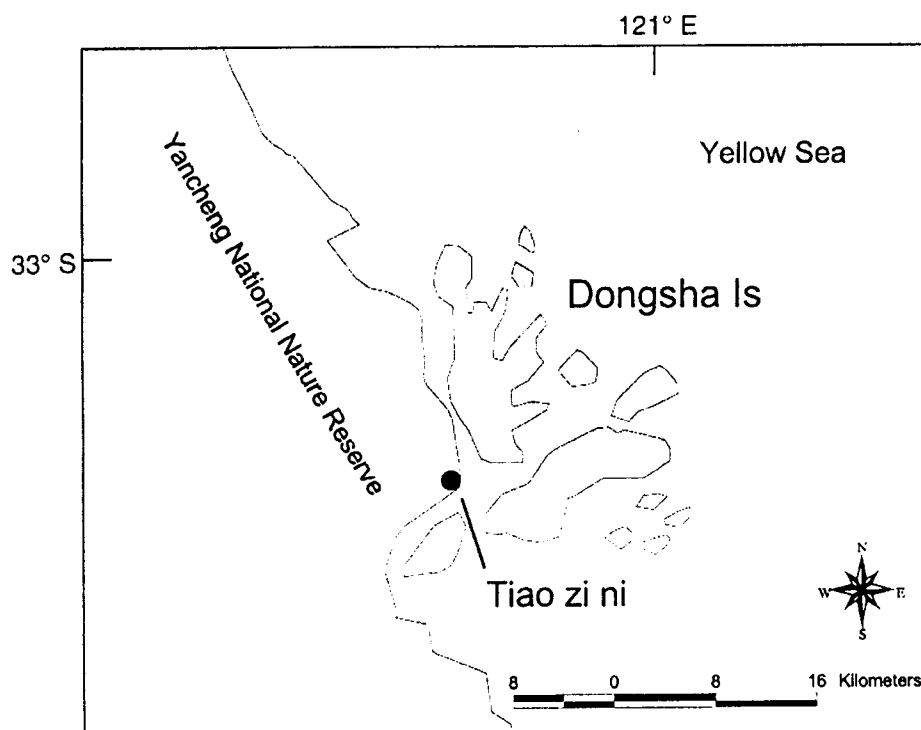 121° E
Yellow Sea
Yancheng National Nature Reserve
33° S
Dongsha Is
Tiao zi ni
N
W E
S
8 0 8 16 Kilometers